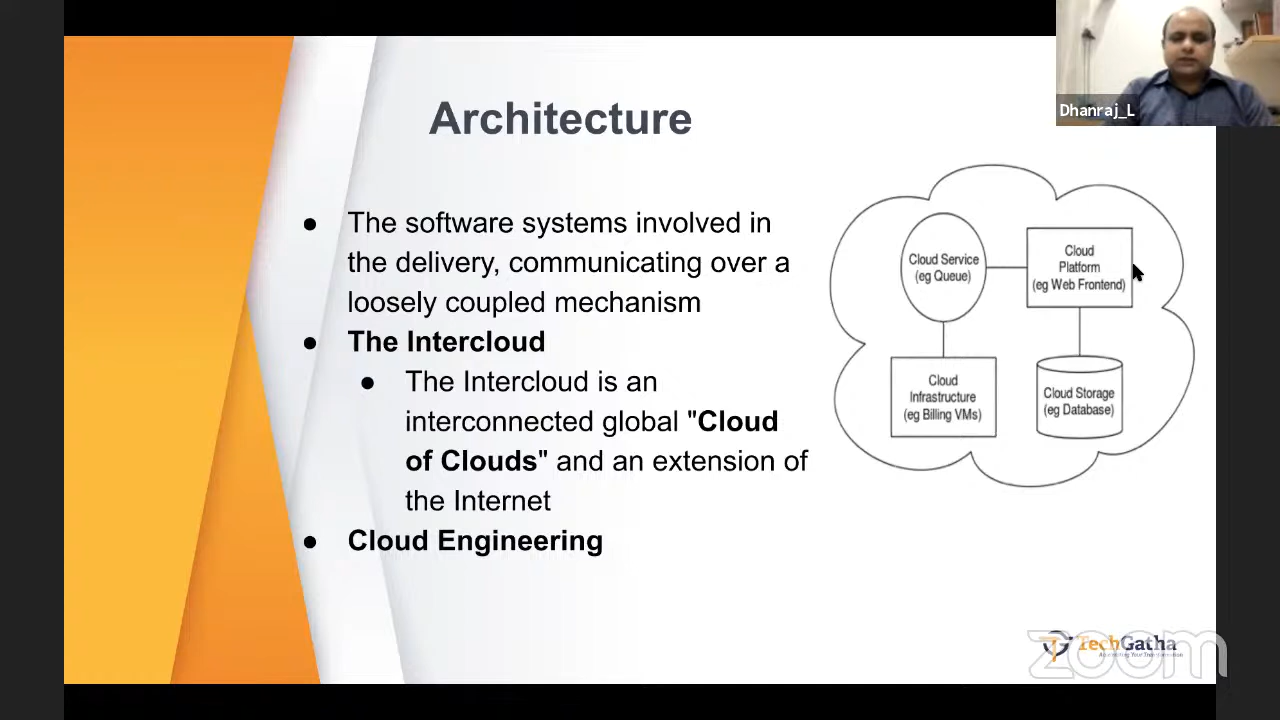 Dhanraj_L
Architecture
● The software systems involved in
the delivery, communicating over a
loosely coupled mechanism
● The Intercloud
● The Intercloud is an
interconnected global "Cloud
of Clouds" and an extension of
the Internet
● Cloud Engineering
Cloud Service
(eg Queue)
Cloud
Platform
(eg Web Frontend)
Cloud
Infrastructure
(eg Billing VMs)
Cloud Storage
(eg Database)
TechGatha
zoom